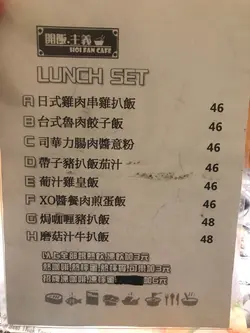 開飯.主義
HOI FAN CAFE
LUNCH SET
A 日式雞肉串雞扒飯 46
B 台式魯肉餃子飯 46
C 司華力腸肉醬意粉 46
D 帶子豬扒飯茄汁 46
E 葡汁雞皇飯 46
F XO醬餐肉煎蛋飯 46
G 焗咖喱豬扒飯 48
H 蘑菇汁牛扒飯 48